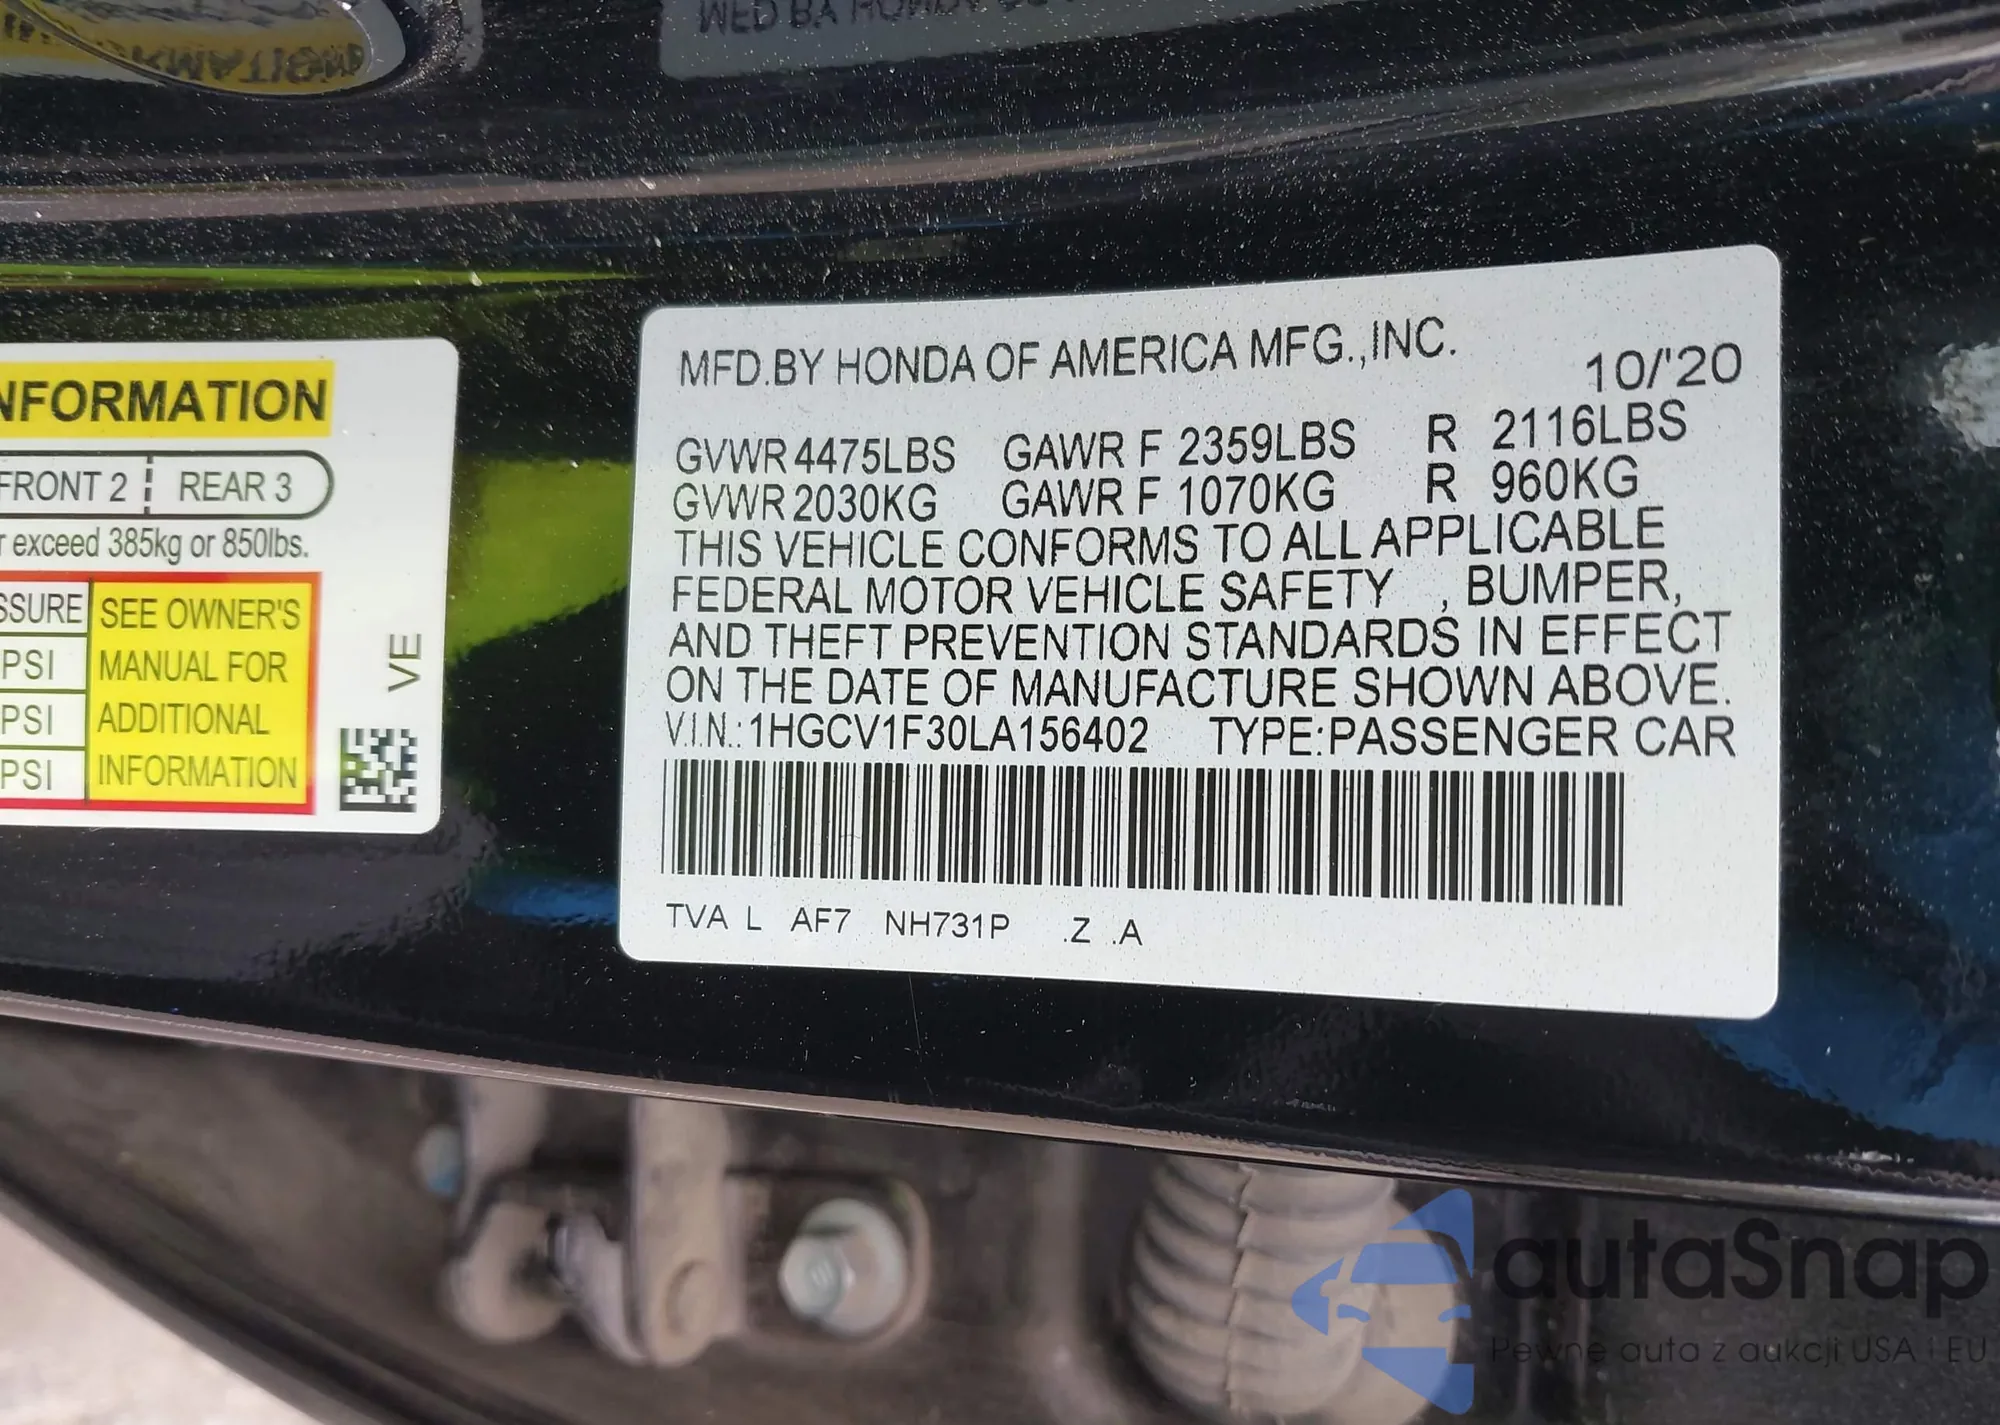 NFORMATION
FRONT 2 REAR 3
r exceed 385kg or 850lbs.
SSURE
SEE OWNER'S
PSI
MANUAL FOR
PSI
ADDITIONAL
PSI
INFORMATION
VE
MFD.BY HONDA OF AMERICA MFG.,INC.
10/'20
GVWR 4475LBS GAWR F 2359LBS R 2116LBS
GVWR 2030KG GAWR F 1070KG R 960KG
THIS VEHICLE CONFORMS TO ALL APPLICABLE
FEDERAL MOTOR VEHICLE SAFETY , BUMPER,
AND THEFT PREVENTION STANDARDS IN EFFECT
ON THE DATE OF MANUFACTURE SHOWN ABOVE.
V.I.N.: 1HGCV1F30LA156402 TYPE:PASSENGER CAR
TVA L AF7 NH731P .Z .A
autaSnap
Pewne auta z aukcji USA i EU